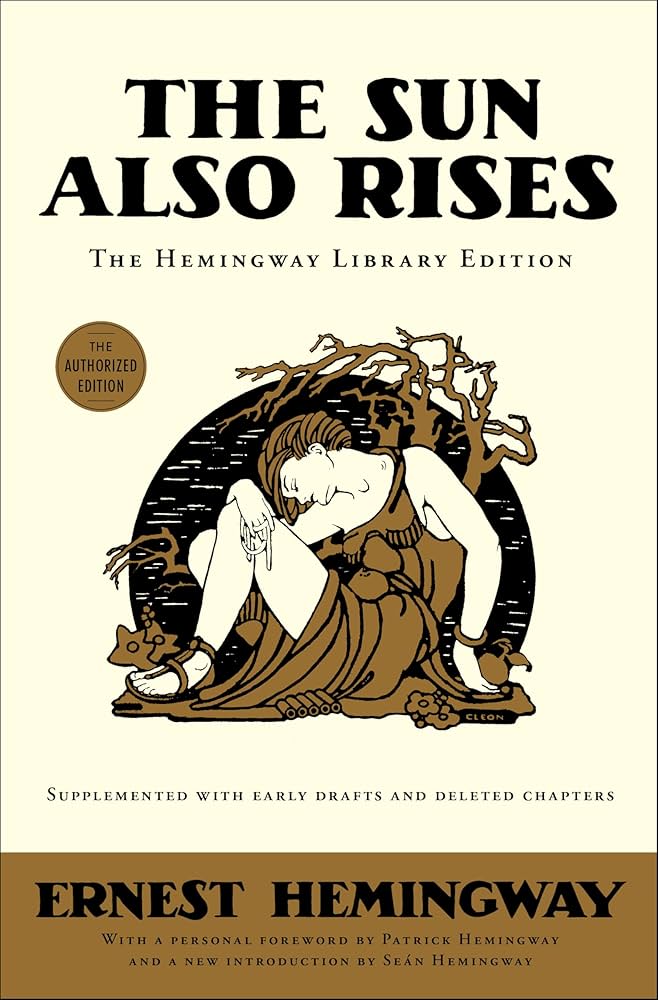 THE SUN
ALSO RISES
THE HEMINGWAY LIBRARY EDITION
THE
AUTHORIZED
EDITION
CLEON
SUPPLEMENTED WITH EARLY DRAFTS AND DELETED CHAPTERS
ERNEST HEMINGWAY
WITH A PERSONAL FOREWORD BY PATRICK HEMINGWAY
AND A NEW INTRODUCTION BY SEÁN HEMINGWAY